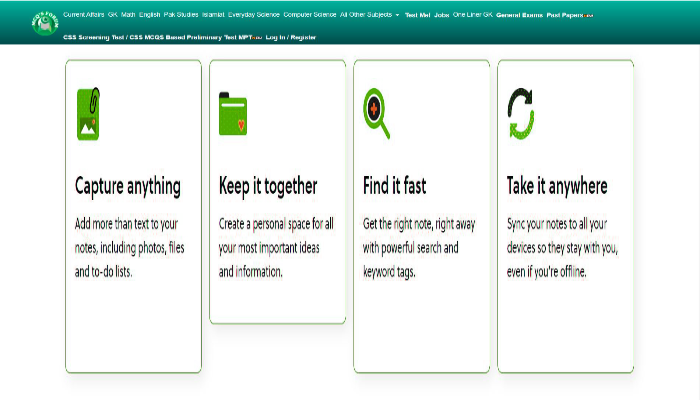 Current Affairs GK Math English Pak Studies Islamiat Everyday Science Computer Science All Other Subjects Test Me! Jobs One Liner GK General Exams Past Papers
CSS Screening Test / CSS MCQS Based Preliminary Test MPT Log In / Register
Capture anything
Add more than text to your
notes, including photos, files
and to-do lists.
Keep it together
Create a personal space for all
your most important ideas
and information.
Find it fast
Get the right note, right away
with powerful search and
keyword tags.
Take it anywhere
Sync your notes to all your
devices so they stay with you,
even if you're offline.